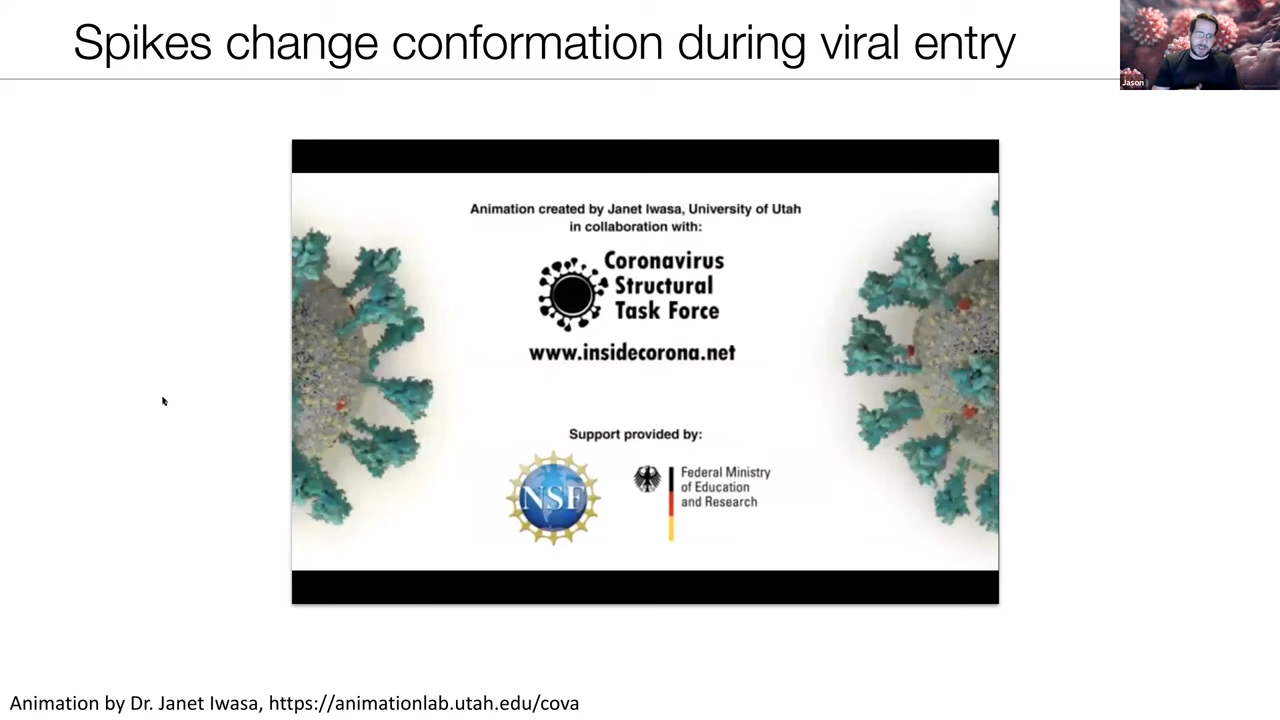 Spikes change conformation during viral entry
Jason
Animation created by Janet Iwasa, University of Utah
in collaboration with:
Coronavirus
Structural
Task Force
www.insidecorona.net
Support provided by:
NSF
Federal Ministry
of Education
and Research
Animation by Dr. Janet Iwasa, https://animationlab.utah.edu/cova